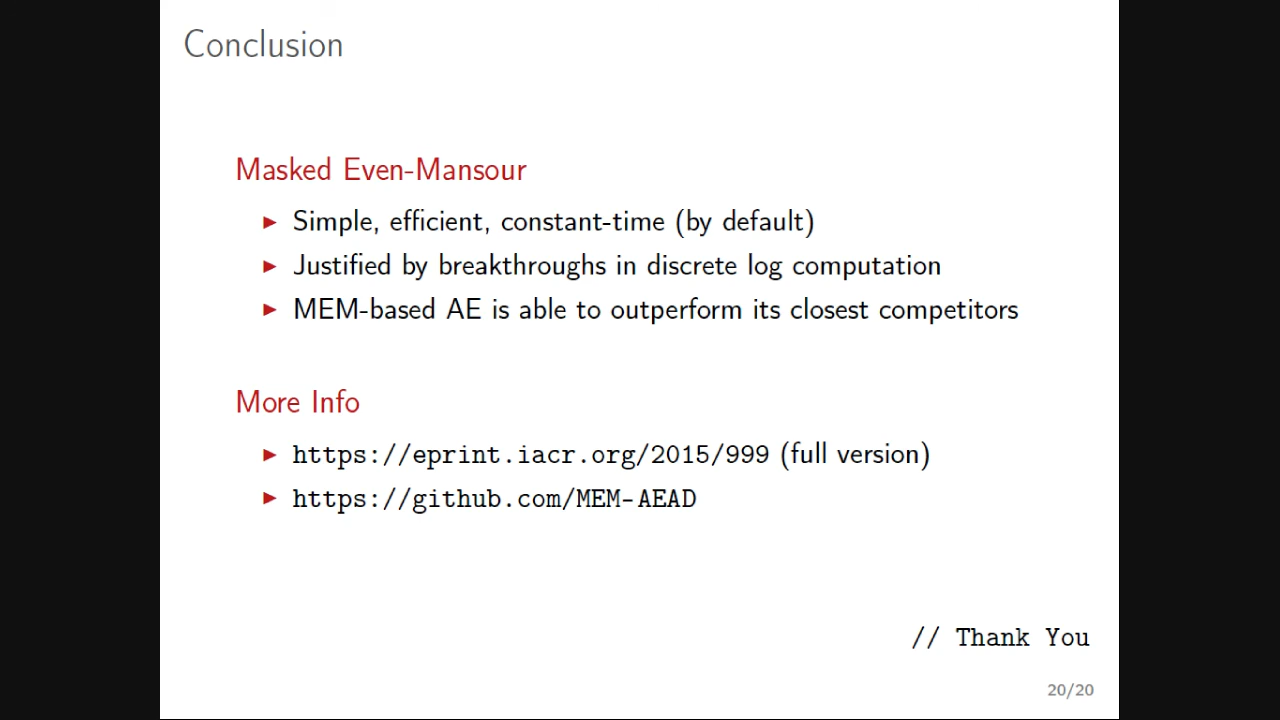 Conclusion
Masked Even-Mansour
▶ Simple, efficient, constant-time (by default)
▶ Justified by breakthroughs in discrete log computation
▶ MEM-based AE is able to outperform its closest competitors
More Info
▶ https://eprint.iacr.org/2015/999 (full version)
▶ https://github.com/MEM-AEAD
// Thank You
20/20